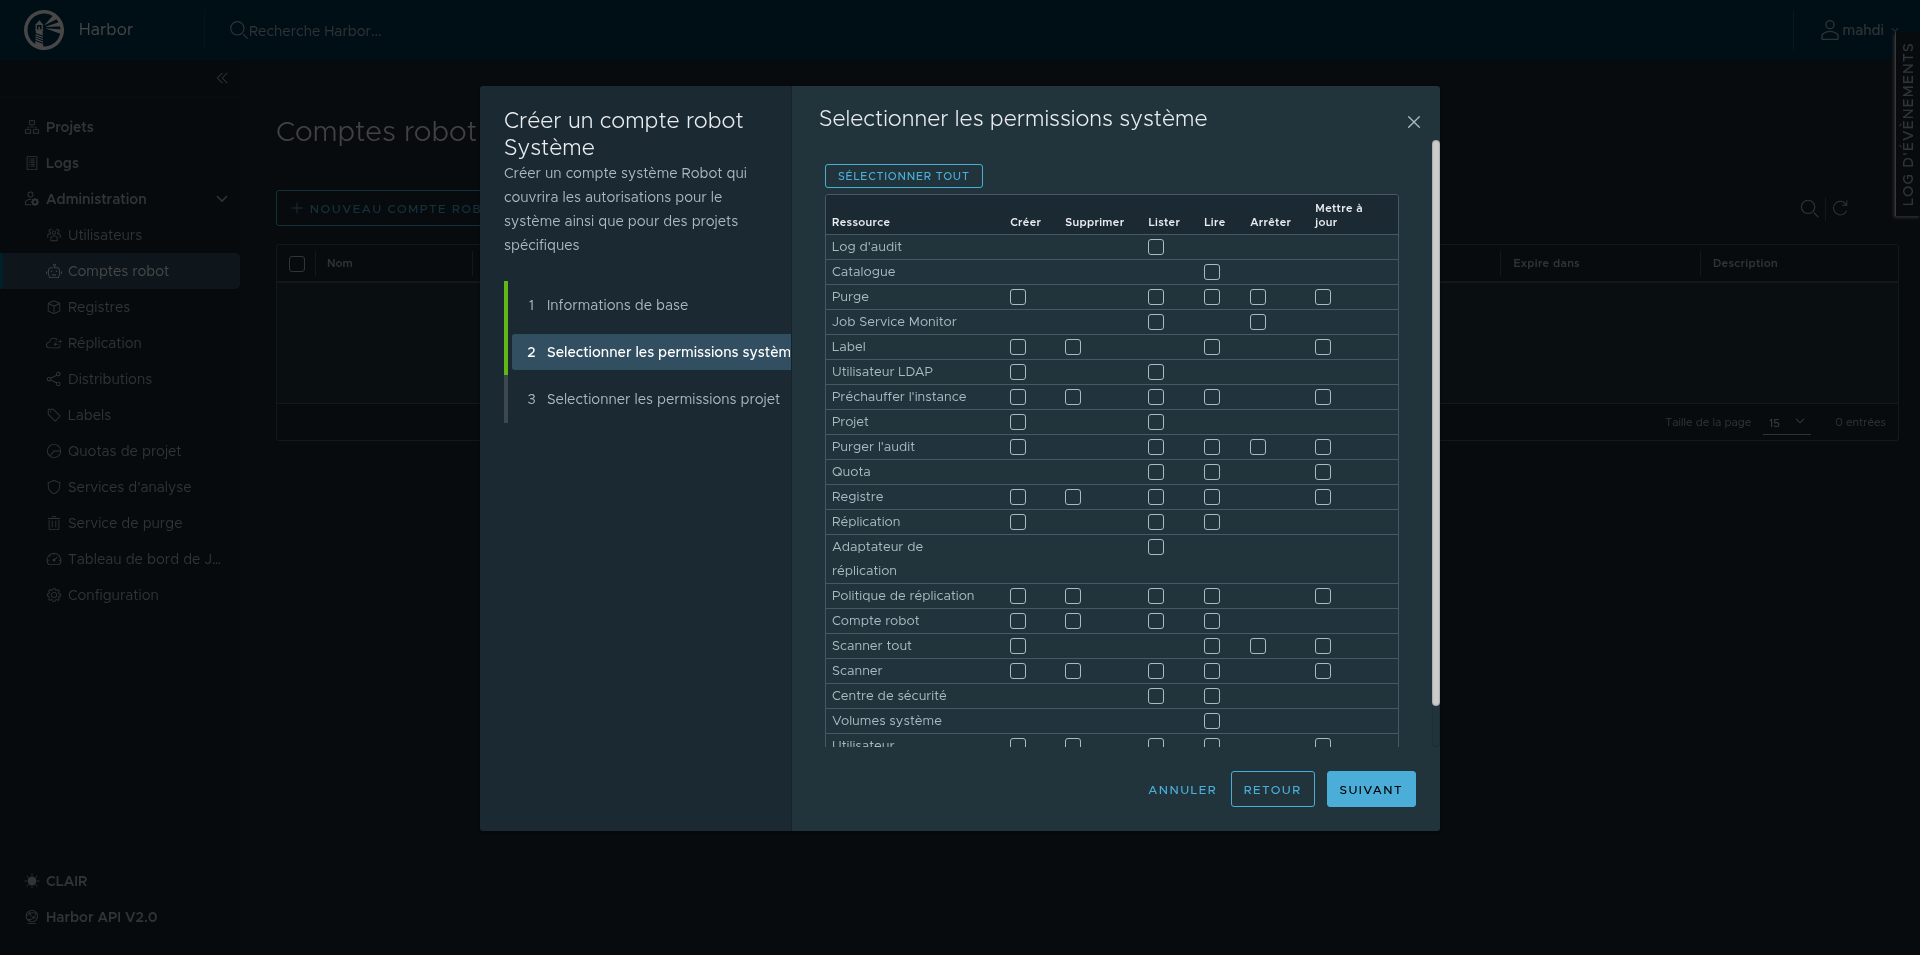 Harbor
Recherche Harbor...
mahdi
LOG D'ÉVÉNEMENTS
Projets
Logs
Administration
Utilisateurs
Comptes robot
Registres
Réplication
Distributions
Labels
Quotas de projet
Services d'analyse
Service de purge
Tableau de bord de J...
Configuration
CLAIR
Harbor API V2.0
Comptes robot
+ NOUVEAU COMPTE ROB
Nom
Expire dans
Description
Taille de la page 15 0 entrées
Créer un compte robot
Système
Créer un compte système Robot qui
couvrira les autorisations pour le
système ainsi que pour des projets
spécifiques
1 Informations de base
2 Selectionner les permissions systèm
3 Selectionner les permissions projet
Selectionner les permissions système
SÉLECTIONNER TOUT
Ressource Créer Supprimer Lister Lire Arrêter Mettre à
jour
Log d'audit
Catalogue
Purge
Job Service Monitor
Label
Utilisateur LDAP
Préchauffer l'instance
Projet
Purger l'audit
Quota
Registre
Réplication
Adaptateur de
réplication
Politique de réplication
Compte robot
Scanner tout
Scanner
Centre de sécurité
Volumes système
Utilisateur
ANNULER RETOUR SUIVANT